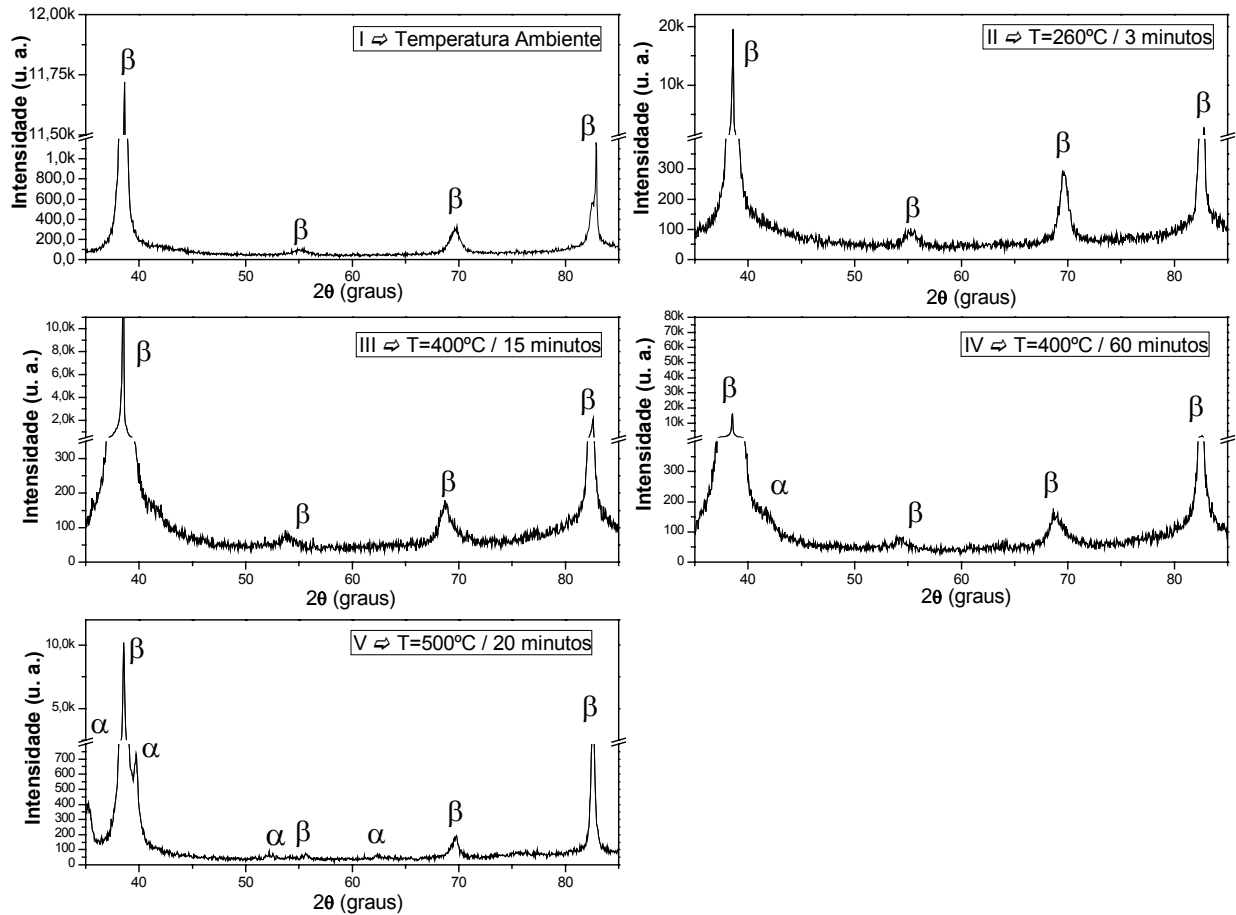 I ⇨ Temperatura Ambiente
Intensidade (u. a.)
12,00k
11,75k
11,50k
1,0k
800,0
600,0
400,0
200,0
0,0
β
β
β
β
40
50
60
70
80
2θ (graus)
II ⇨ T=260ºC / 3 minutos
Intensidade (u. a.)
20k
10k
300
200
100
0
β
β
β
β
40
50
60
70
80
2θ (graus)
III ⇨ T=400ºC / 15 minutos
Intensidade (u. a.)
10,0k
8,0k
6,0k
4,0k
2,0k
300
200
100
0
β
β
β
β
40
50
60
70
80
2θ (graus)
IV ⇨ T=400ºC / 60 minutos
Intensidade (u. a.)
80k
70k
60k
50k
40k
30k
20k
10k
300
200
100
0
β
α
β
β
β
40
50
60
70
80
2θ (graus)
V ⇨ T=500ºC / 20 minutos
Intensidade (u. a.)
10,0k
5,0k
700
600
500
400
300
200
100
0
α
β
α
α
β
α
β
β
40
50
60
70
80
2θ (graus)